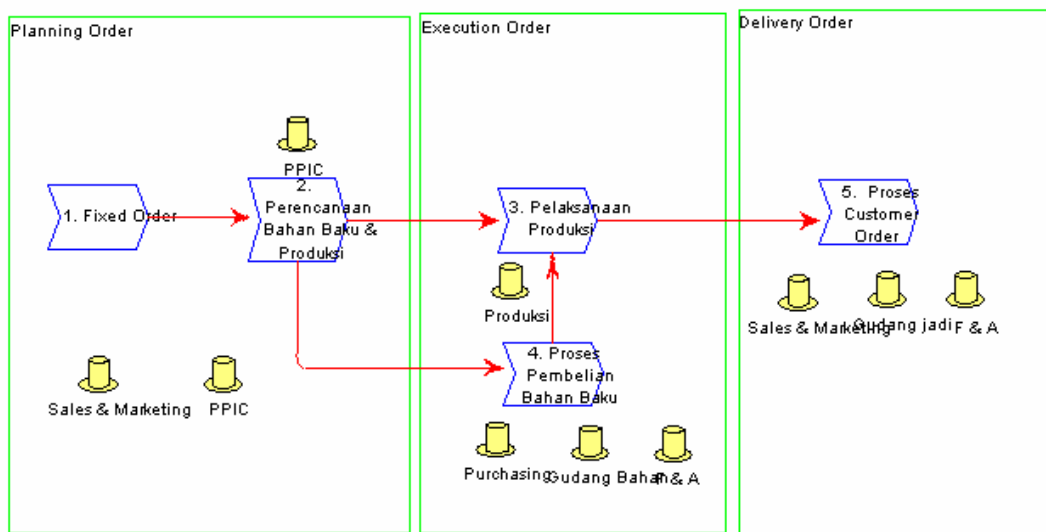 Planning Order
Execution Order
Delivery Order
PPIC
1. Fixed Order
2.
Perencanaan
Bahan Baku &
Produksi
3. Pelaksanaan
Produksi
5. Proses
Customer
Order
Produksi
Sales & Marketing
Gudang jadi
F & A
4. Proses
Pembelian
Bahan Baku
Sales & Marketing
PPIC
Purchasing
Gudang Bahan
F & A